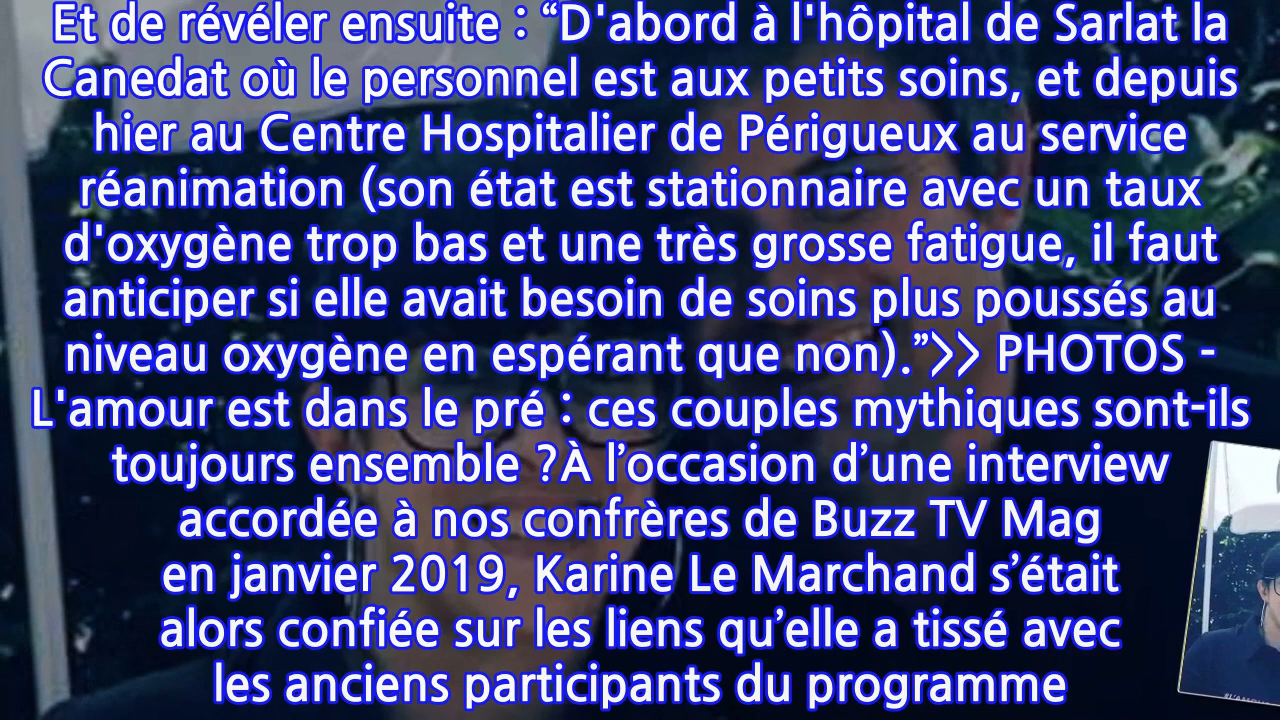 Et de révéler ensuite : “D'abord à l'hôpital de Sarlat la
Canedat où le personnel est aux petits soins, et depuis
hier au Centre Hospitalier de Périgueux au service
réanimation (son état est stationnaire avec un taux
d'oxygène trop bas et une très grosse fatigue, il faut
anticiper si elle avait besoin de soins plus poussés au
niveau oxygène en espérant que non).”>> PHOTOS -
L'amour est dans le pré : ces couples mythiques sont-ils
toujours ensemble ?À l’occasion d’une interview
accordée à nos confrères de Buzz TV Mag
en janvier 2019, Karine Le Marchand s’était
alors confiée sur les liens qu’elle a tissé avec
les anciens participants du programme